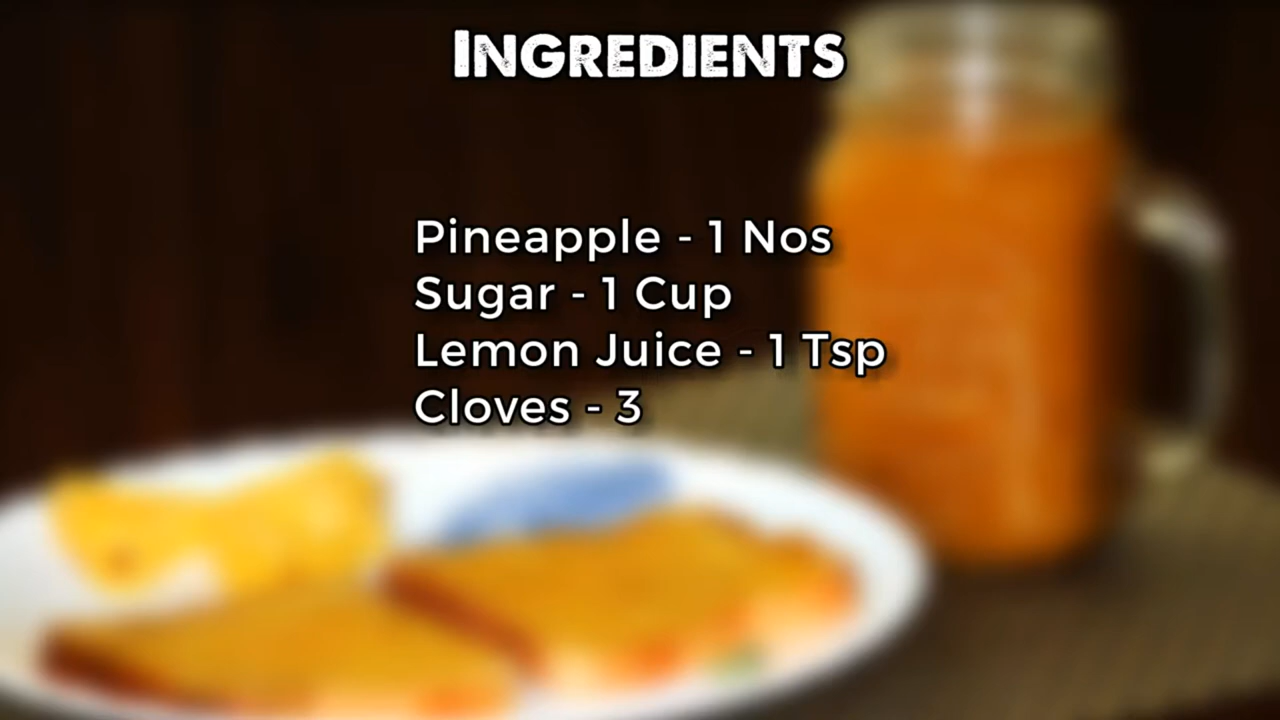 INGREDIENTS
Pineapple - 1 Nos
Sugar - 1 Cup
Lemon Juice - 1 Tsp
Cloves - 3